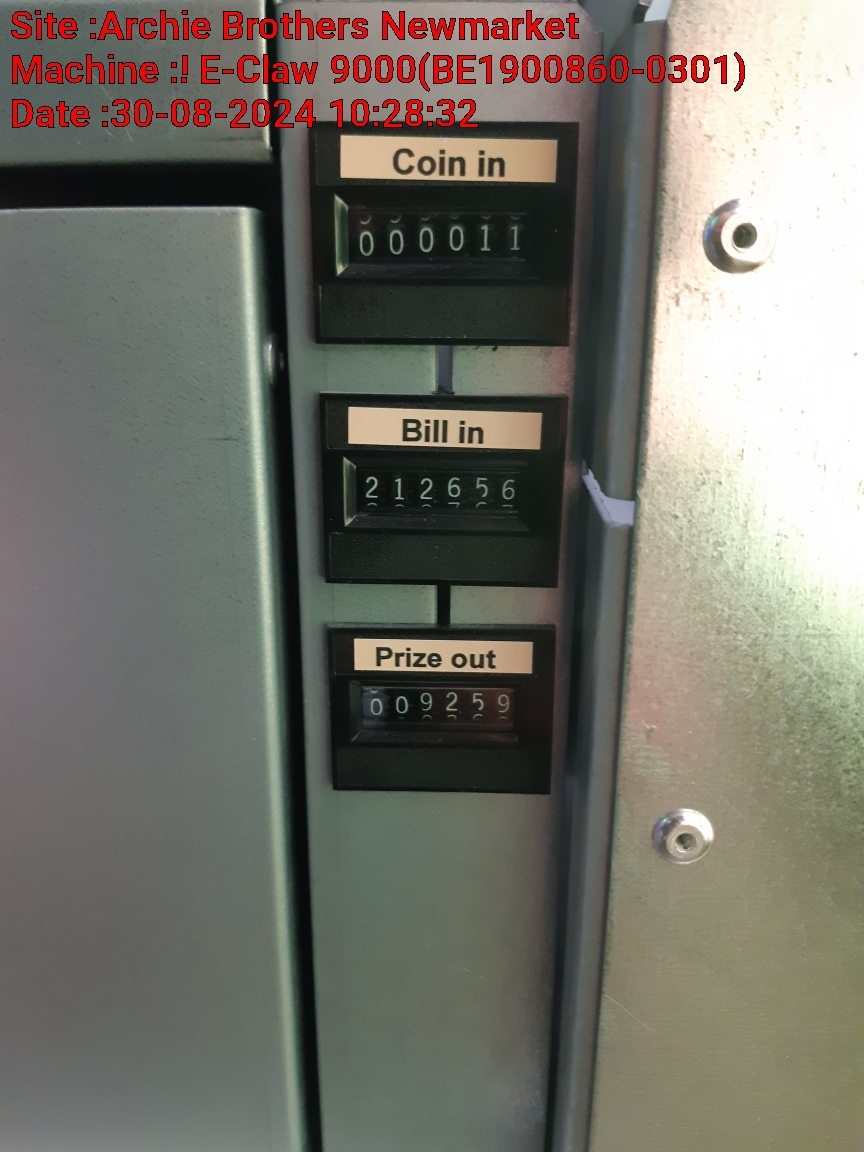 Site :Archie Brothers Newmarket
Machine :! E-Claw 9000(BE1900860-0301)
Date :30-08-2024 10:28:32
Coin in
000011
Bill in
212656
Prize out
009259